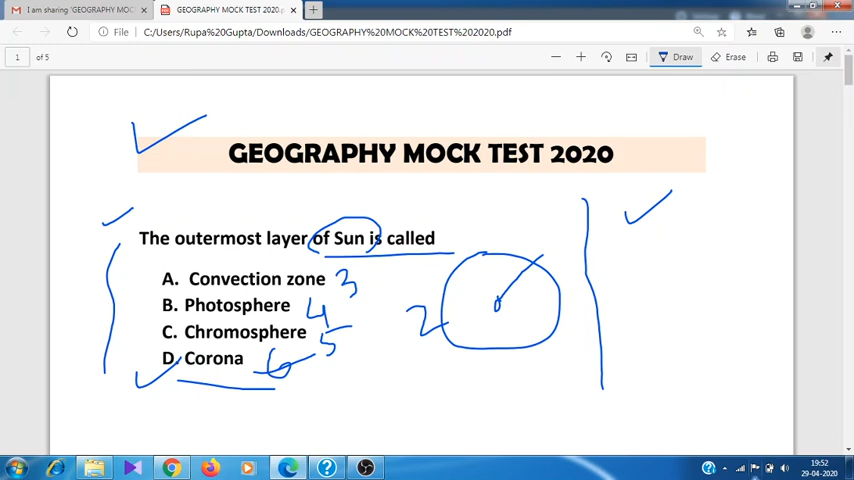 I am sharing 'GEOGRAPHY MOC
GEOGRAPHY MOCK TEST 2020.p
File
C:/Users/Rupa%20Gupta/Downloads/GEOGRAPHY%20MOCK%20TEST%202020.pdf
1 of 5
Draw
Erase
GEOGRAPHY MOCK TEST 2020
The outermost layer of Sun is called
A. Convection zone 3
B. Photosphere 4
C. Chromosphere 5
D. Corona 6
2
19:52
29-04-2020